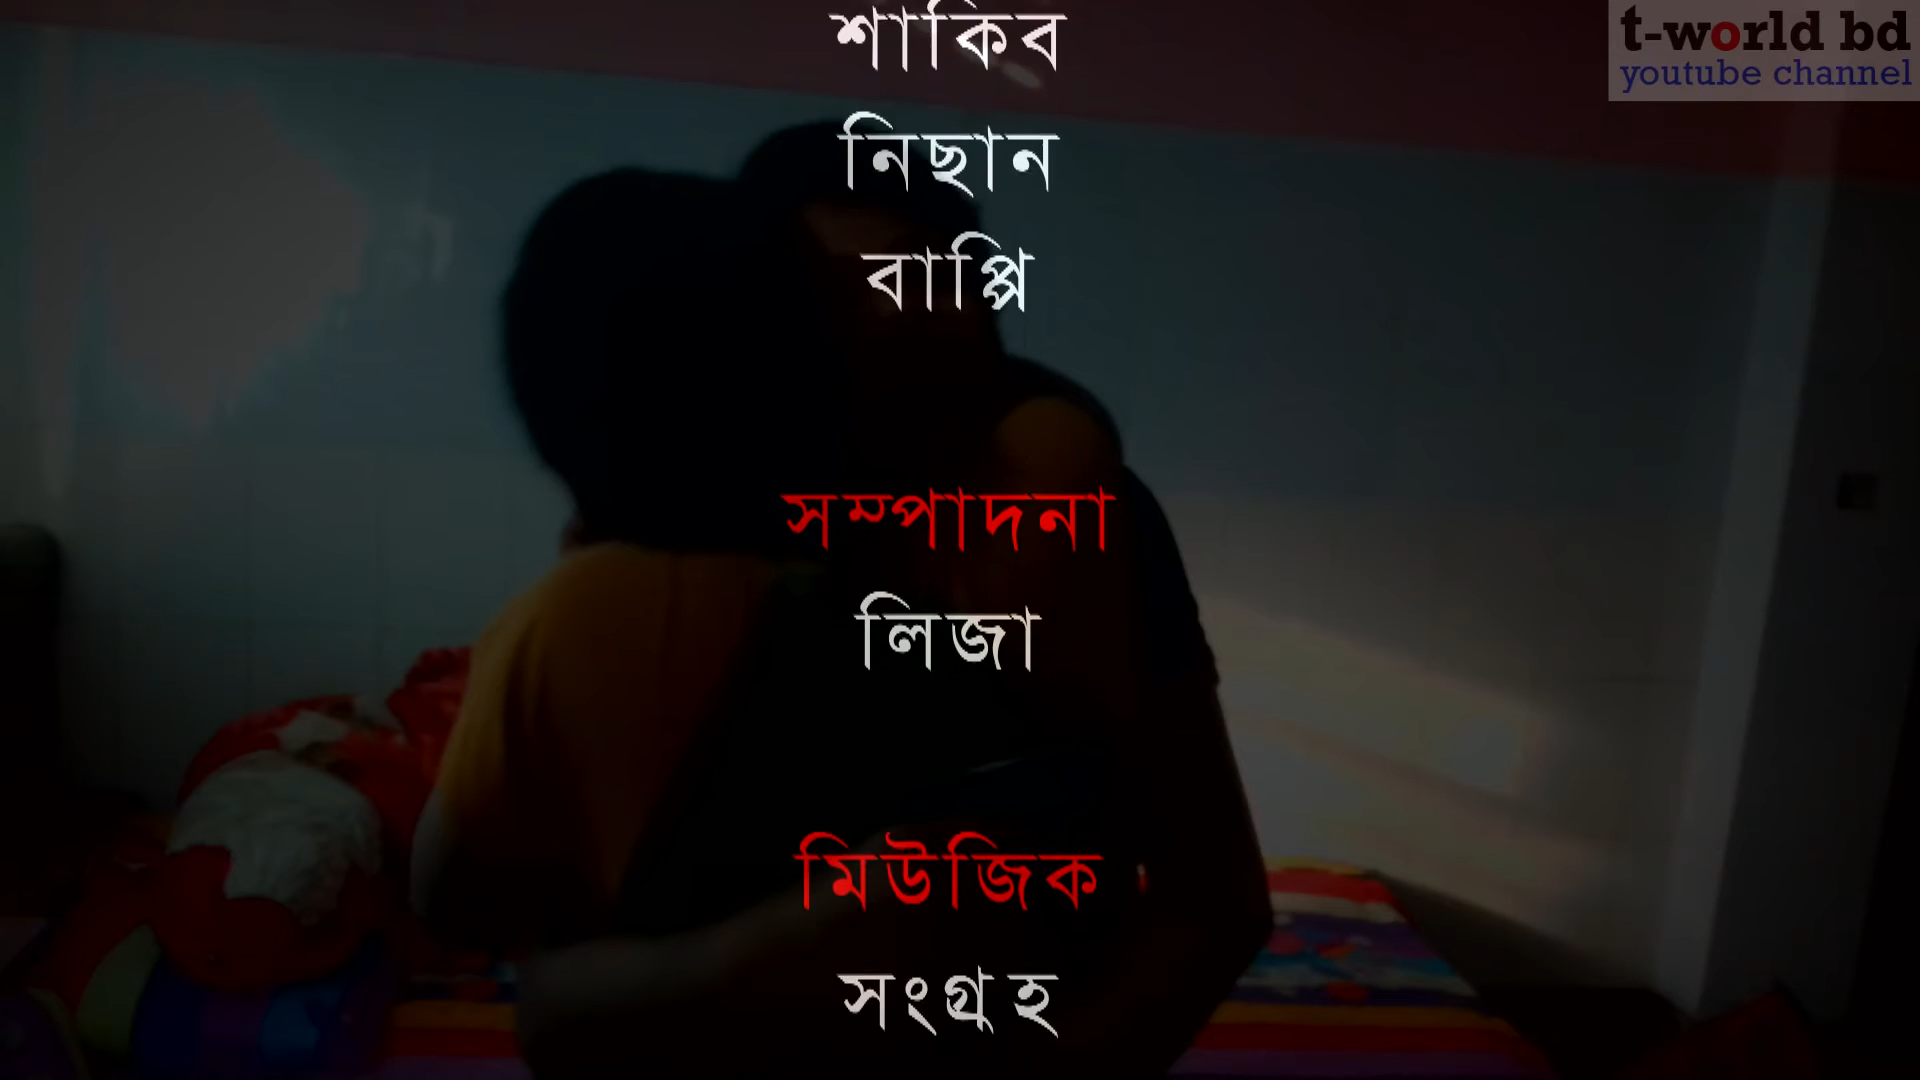 t-world bd
youtube channel
শাকিব
নিছান
বাপ্পি
সম্পাদনা
লিজা
মিউজিক
সংগ্রহ